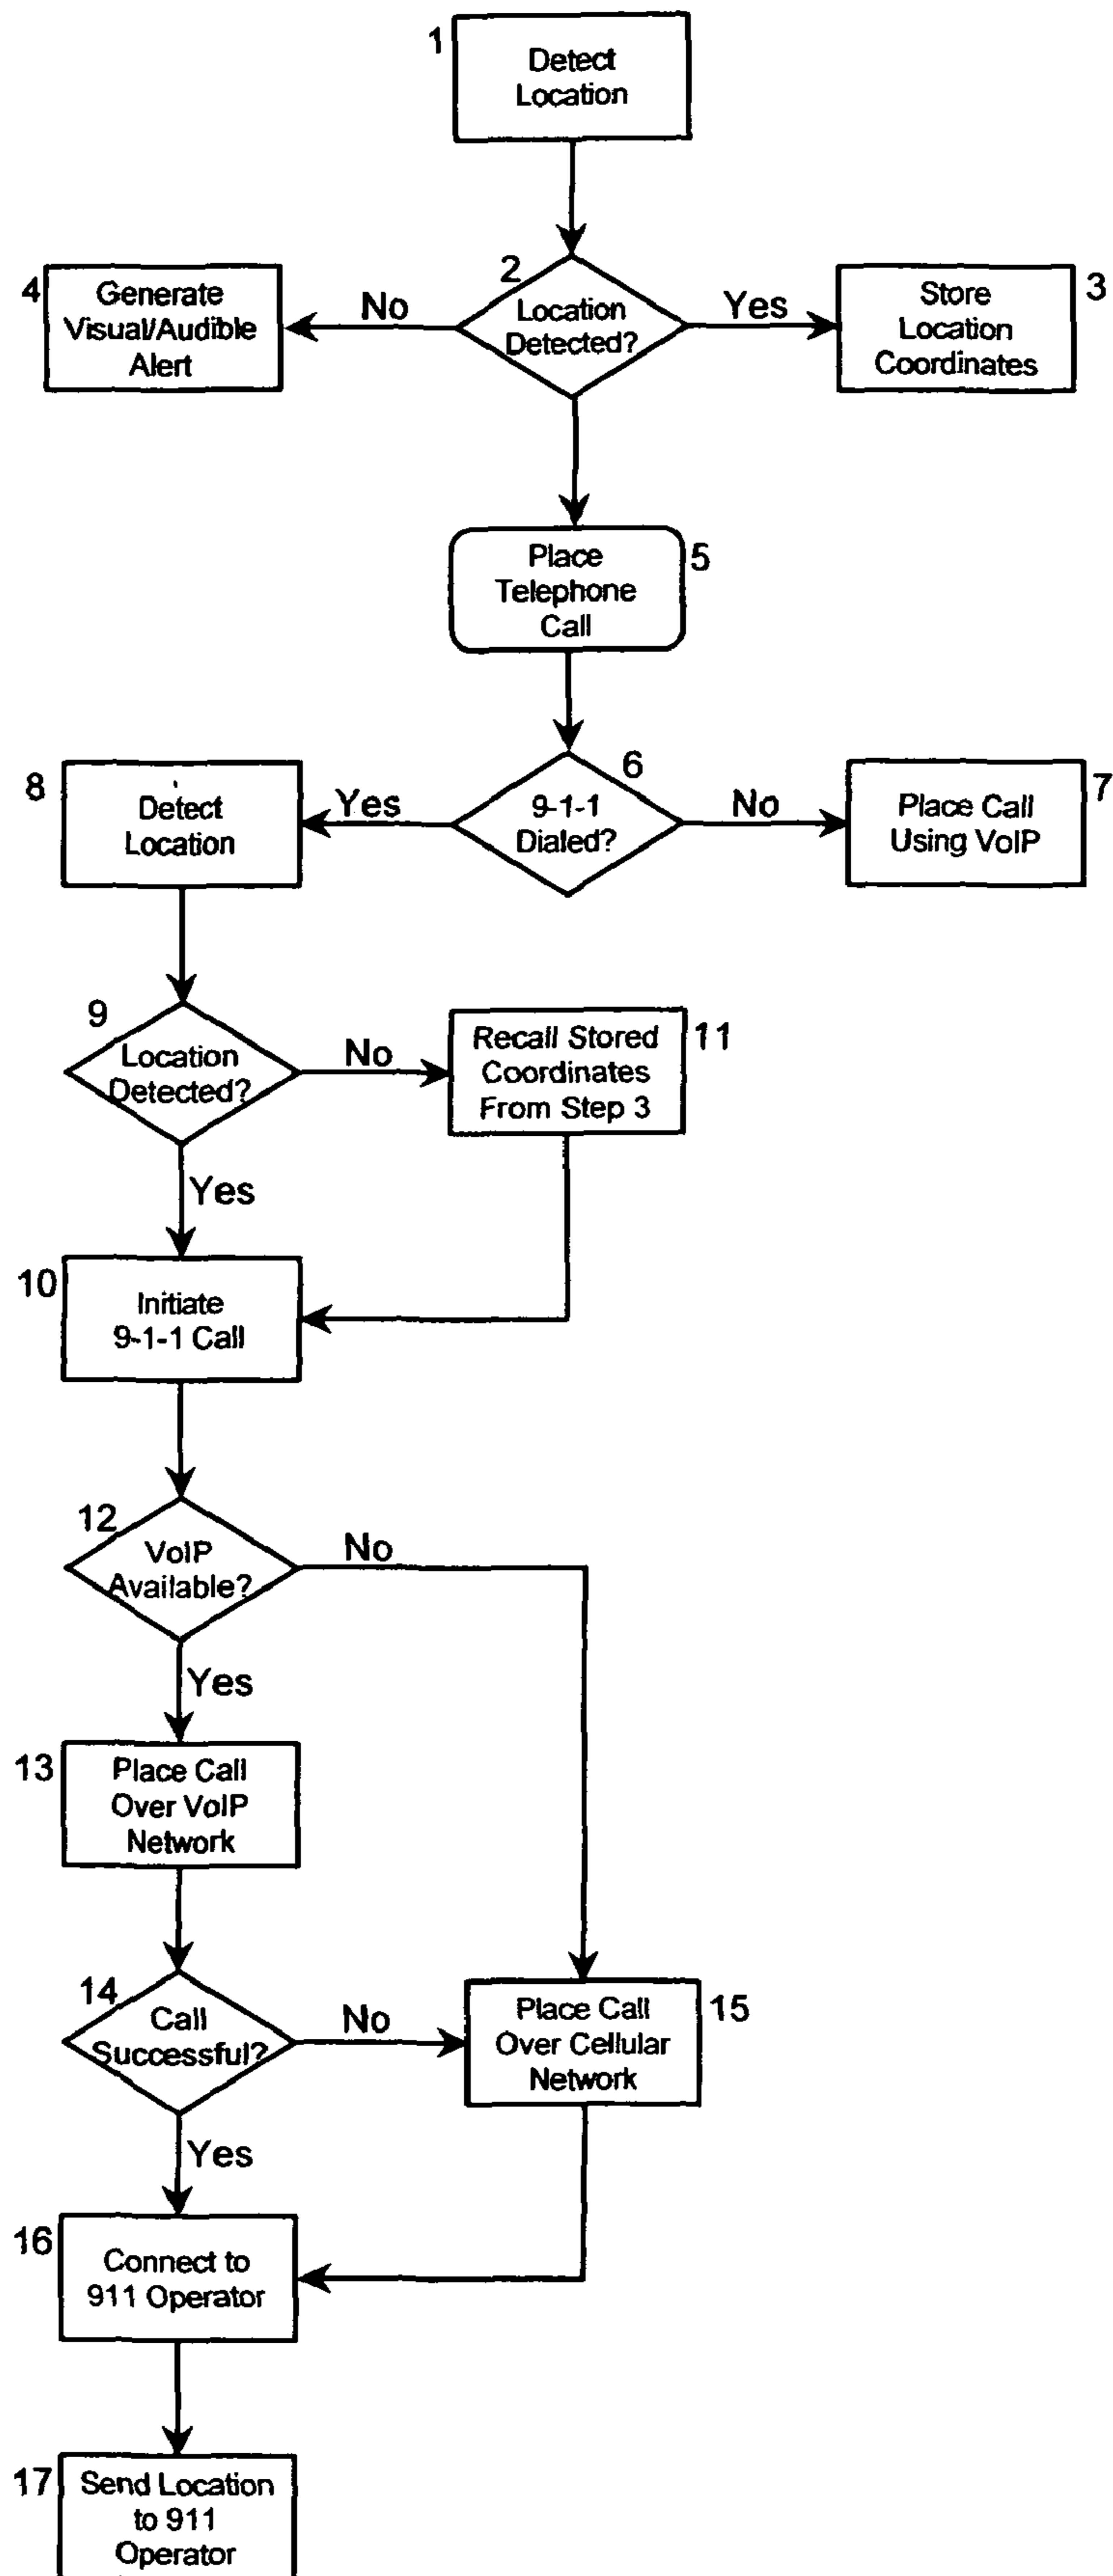 1
Detect
Location
2
Location
Detected?
No
Yes
4
Generate
Visual/Audible
Alert
3
Store
Location
Coordinates
5
Place
Telephone
Call
6
9-1-1
Dialed?
Yes
No
8
Detect
Location
7
Place Call
Using VoIP
9
Location
Detected?
No
11
Recall Stored
Coordinates
From Step 3
Yes
10
Initiate
9-1-1 Call
12
VoIP
Available?
No
Yes
13
Place Call
Over VoIP
Network
14
Call
Successful?
No
15
Place Call
Over Cellular
Network
Yes
16
Connect to
911 Operator
17
Send Location
to 911
Operator